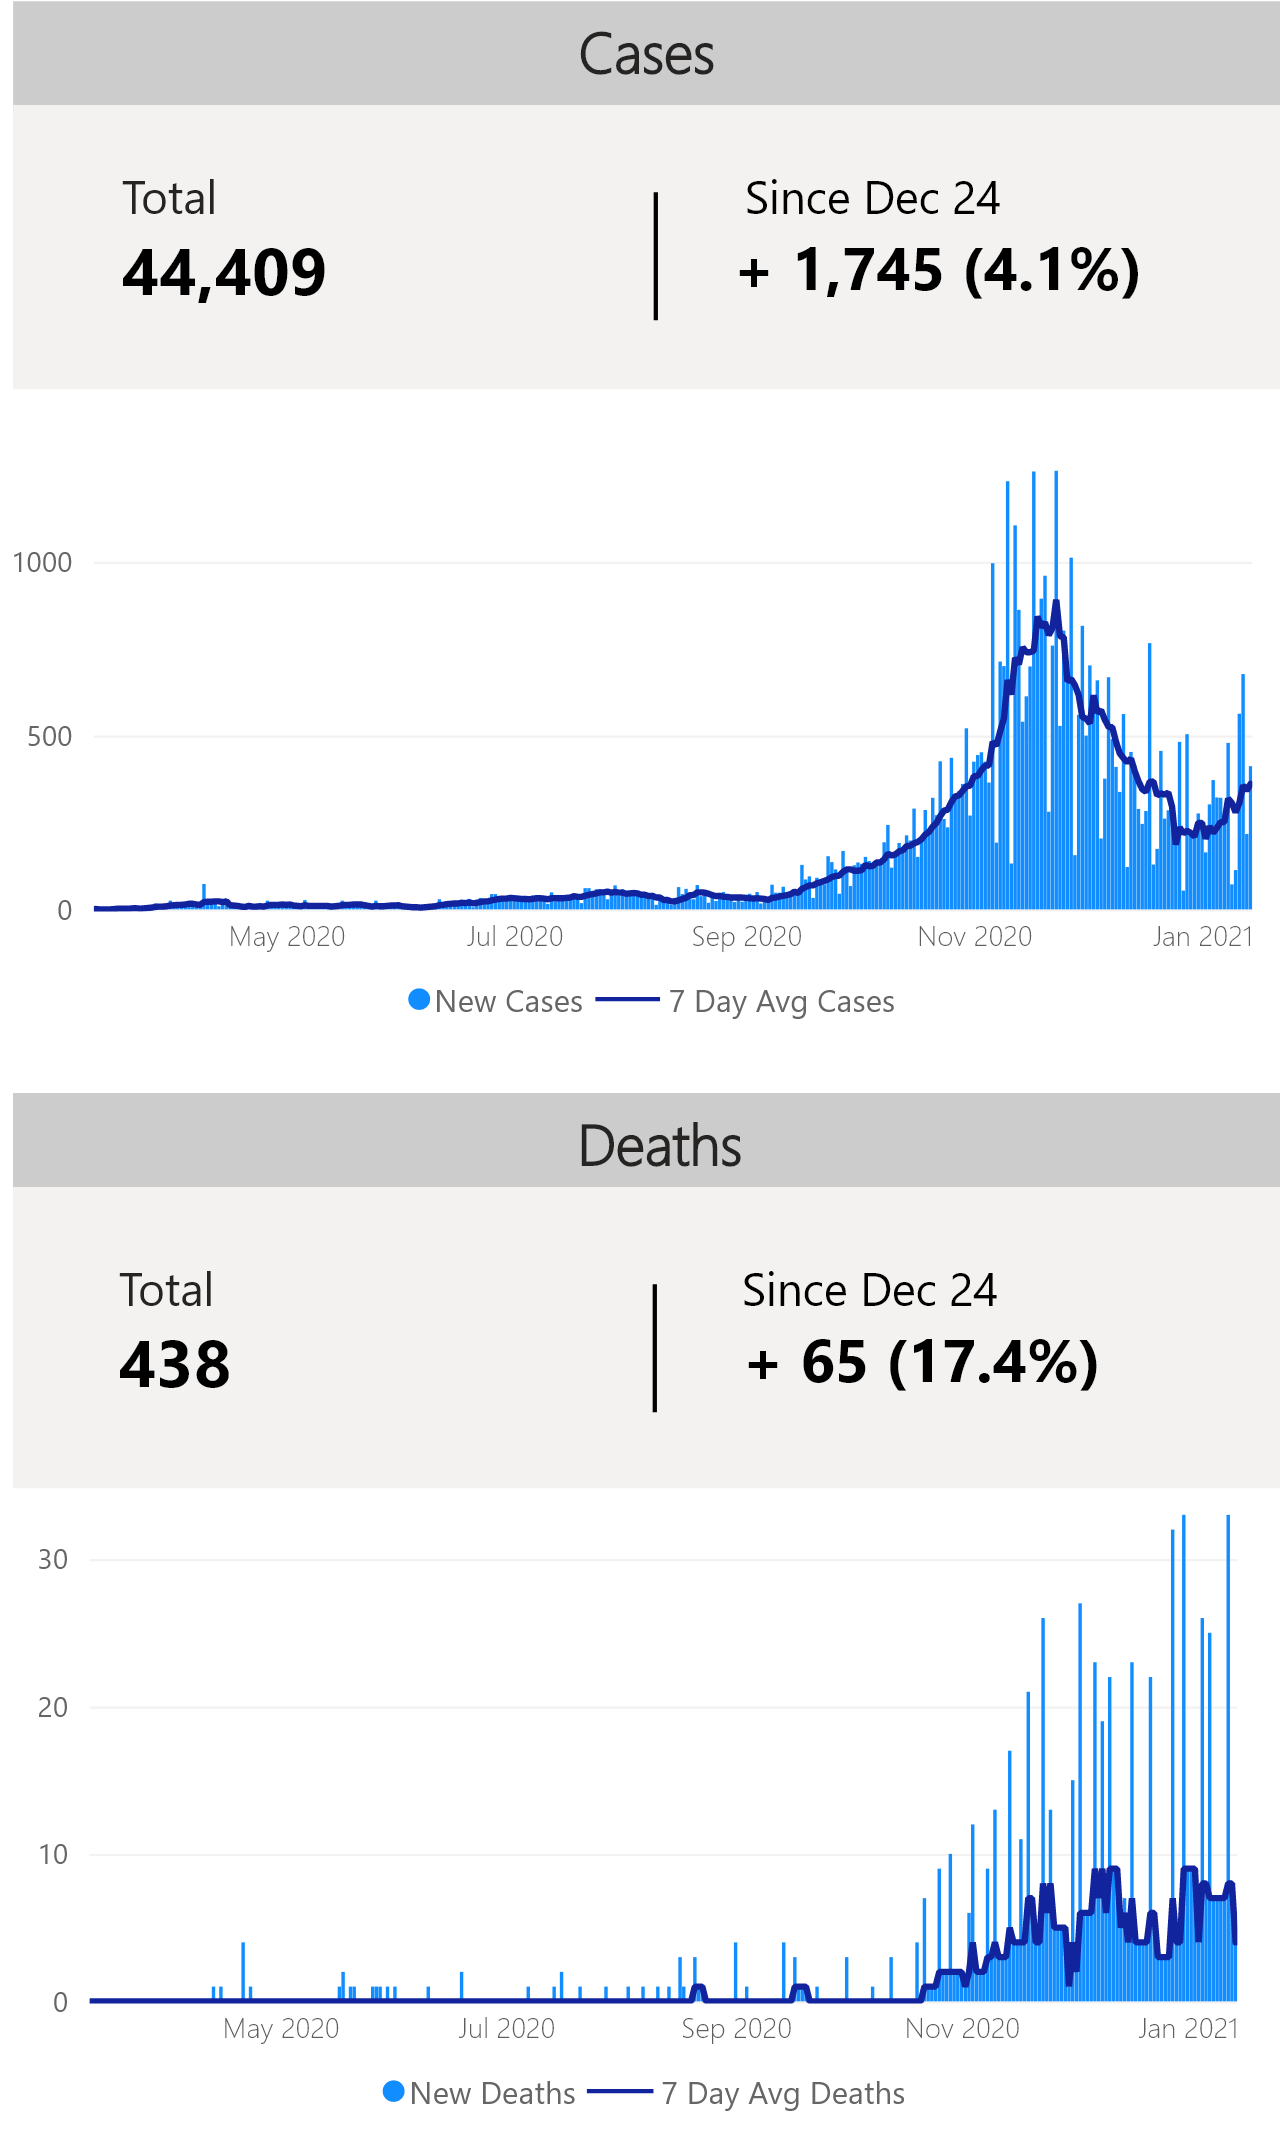 Cases
Total
Since Dec 24
44,409
+ 1,745 (4.1%)
1000
500
0
May 2020
Jul 2020
Sep 2020
Nov 2020
Jan 2021
New Cases
7 Day Avg Cases
Deaths
Total
Since Dec 24
438
+ 65 (17.4%)
30
20
10
0
May 2020
Jul 2020
Sep 2020
Nov 2020
Jan 2021
New Deaths
7 Day Avg Deaths